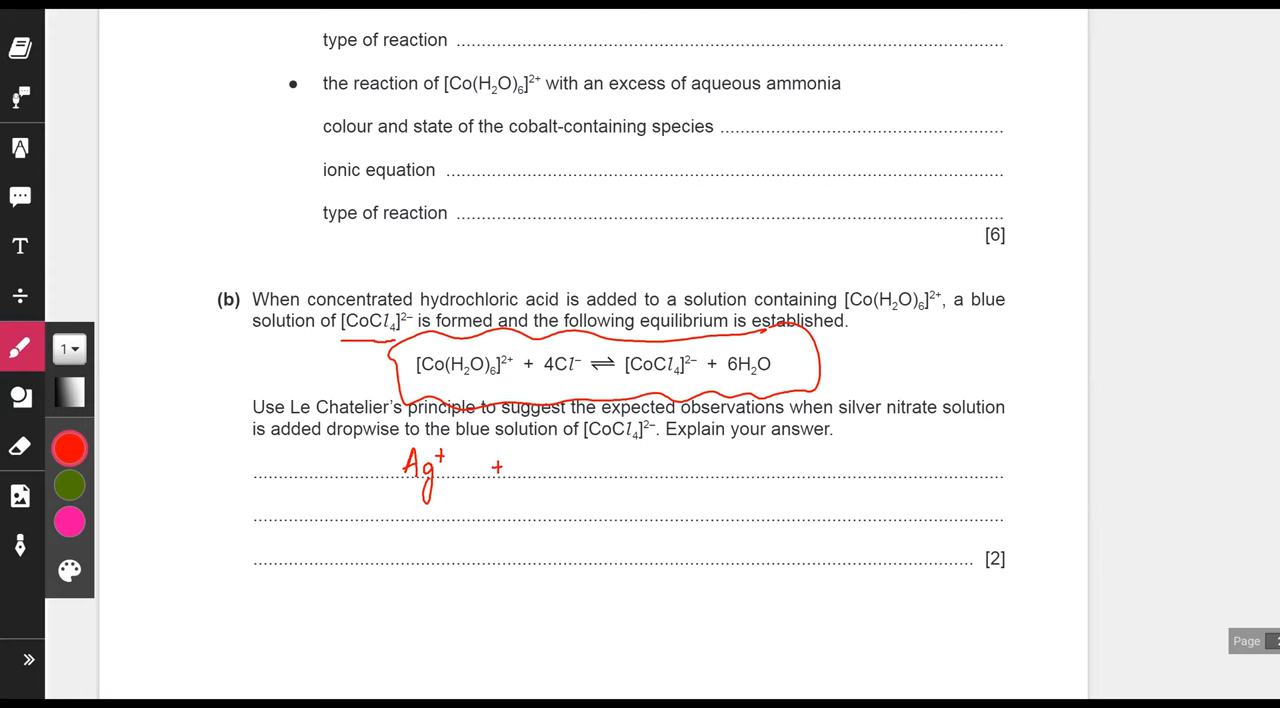 type of reaction ..............................................................................................................
● the reaction of [Co(H₂O)₆]²⁺ with an excess of aqueous ammonia
colour and state of the cobalt-containing species .........................................................
ionic equation ................................................................................................................
type of reaction ..............................................................................................................
[6]
(b) When concentrated hydrochloric acid is added to a solution containing [Co(H₂O)₆]²⁺, a blue
solution of [CoCl₄]²⁻ is formed and the following equilibrium is established.
[Co(H₂O)₆]²⁺ + 4Cl⁻ ⇌ [CoCl₄]²⁻ + 6H₂O
Use Le Chatelier’s principle to suggest the expected observations when silver nitrate solution
is added dropwise to the blue solution of [CoCl₄]²⁻. Explain your answer.
Ag⁺ +
[2]
T
÷
1
Page